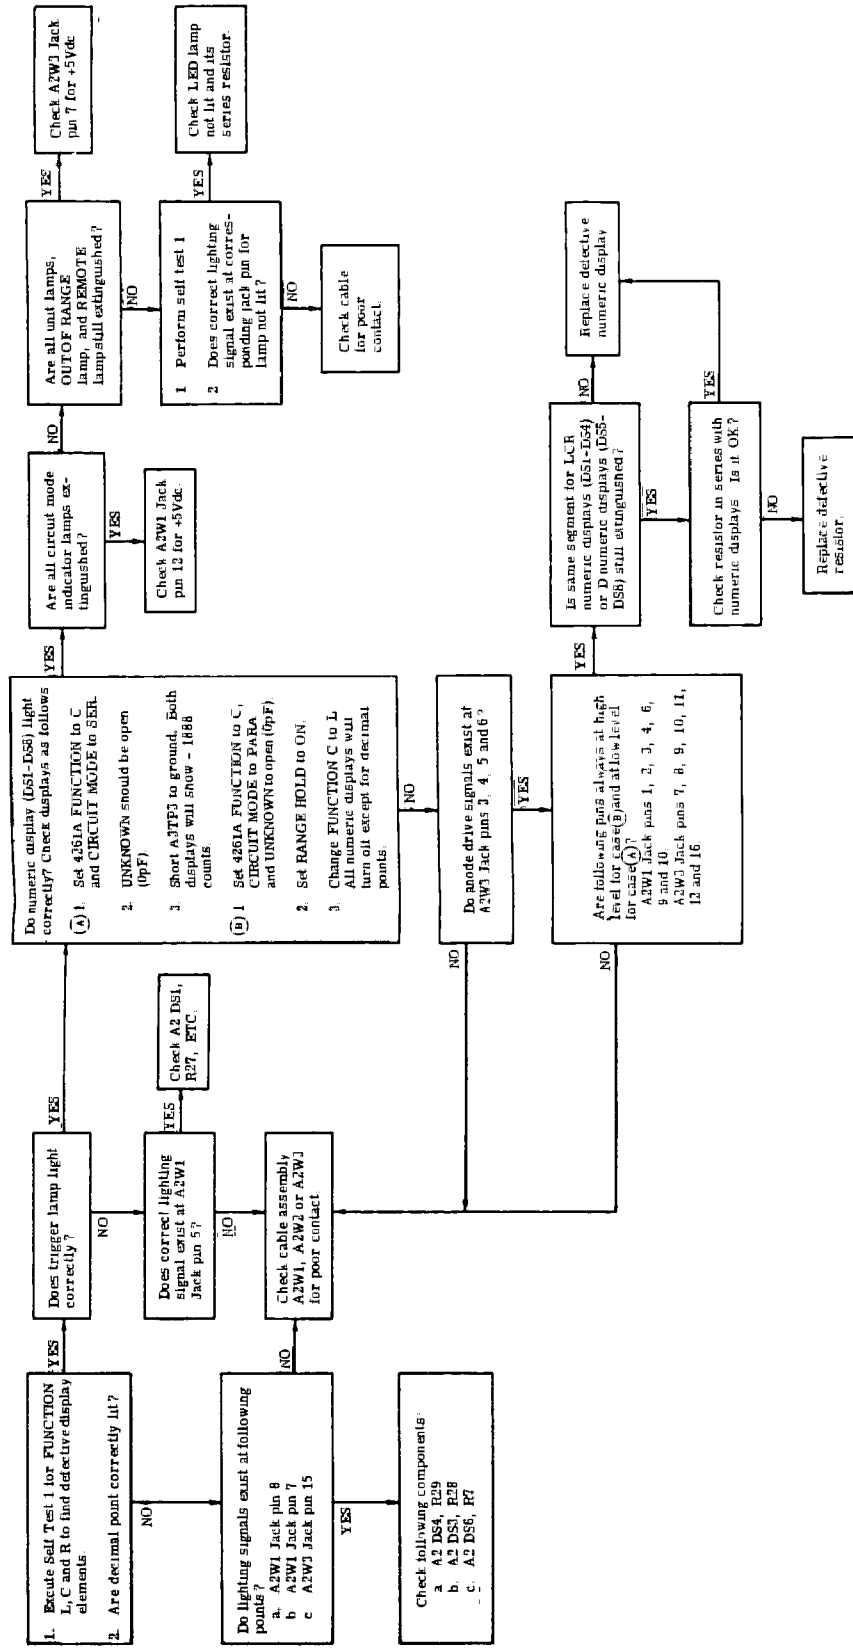 1. Excute Self Test 1 for FUNCTION
L, C and R to find defective display
elements.
2. Are decimal point correctly lit?
YES
NO
Do lighting signals exist at following
points?
a. A2W1 Jack pin 8
b A2W1 Jack pin 7
c A2W3 Jack pin 15
NO
YES
Check following components:
a A2 DS4, R29
b. A2 DS3, R28
c. A2 DS6, R7
Does trigger lamp light
correctly?
YES
NO
Does correct lighting
signal exist at A2W1
Jack pin 5?
YES
NO
Check A2 DS1,
R27, ETC.
Check cable assembly
A2W1, A2W2 or A2W3
for poor contact.
Do numeric display (DS1-DS8) light
correctly? Check displays as follows
(A) 1. Set 4261A FUNCTION to C
and CIRCUIT MODE to SER.
2. UNKNOWN should be open
(0pF).
3. Short A3TP3 to ground. Both
displays will show - 1888
counts.
(B) 1 Set 4261A FUNCTION to C,
CIRCUIT MODE to PARA
and UNKNOWN to open (0pF).
2. Set RANGE HOLD to ON.
3. Change FUNCTION C to L
All numeric displays will
turn off except for decimal
points.
YES
NO
Do anode drive signals exist at
A2W3 Jack pins 3, 4, 5 and 6?
NO
YES
Are following pins always at high
level for case (B) and at low level
for case (A)?
A2W1 Jack pins 1, 2, 3, 4, 6,
9 and 10.
A2W3 Jack pins 7, 8, 9, 10, 11,
12 and 16.
NO
YES
Are all circuit mode
indicator lamps ex-
tinguished?
NO
YES
Check A2W1 Jack
pin 12 for +5Vdc.
Are all unit lamps,
OUT OF RANGE
lamp, and REMOTE
lamp still extinguished?
YES
NO
Check A2W3 Jack
pin 7 for +5Vdc
1 Perform self test 1
2 Does correct lighting
signal exist at corres-
ponding jack pin for
lamp not lit?
YES
NO
Check LED lamp
not lit and its
series resistor.
Check cable
for poor
contact.
Is same segment for LCR
numeric displays (DS1-DS4)
or D numeric displays (DS5-
DS8) still extinguished?
NO
YES
Replace defective
numeric display
Check resistor in series with
numeric displays Is it OK?
YES
NO
Replace defective
resistor.